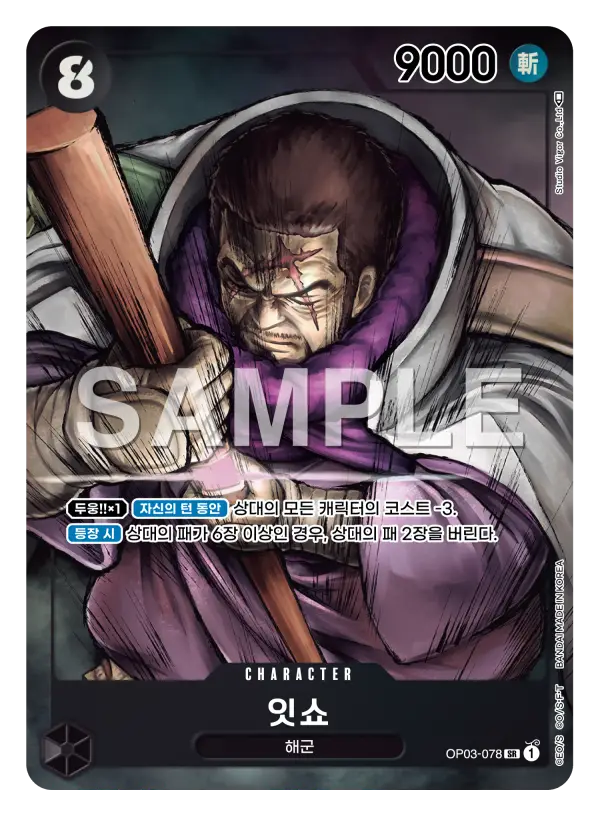 8
9000 斬
Studio Vigor Co.,Ltd
SAMPLE
두웅!!×1 자신의 턴 동안 상대의 모든 캐릭터의 코스트 -3.
등장 시 상대의 패가 6장 이상인 경우, 상대의 패 2장을 버린다.
CHARACTER
잇쇼
해군
OP03-078 SR 1
©EO/S ©O/S·F·T BANDAI MADE IN KOREA